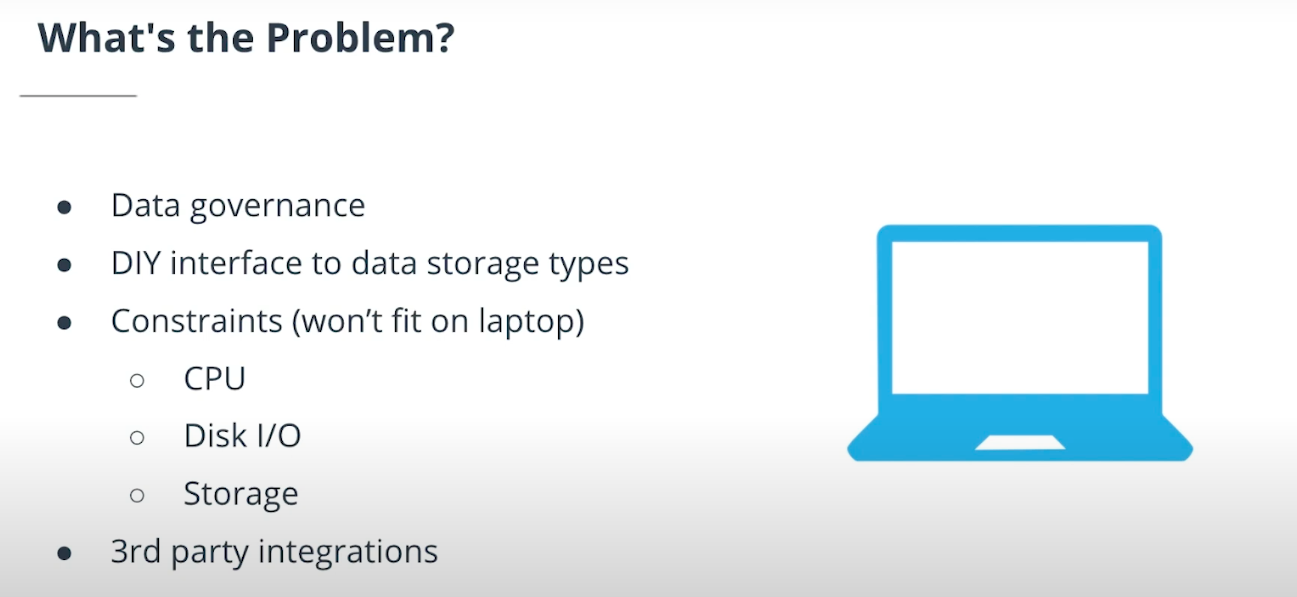 What's the Problem?
● Data governance
● DIY interface to data storage types
● Constraints (won’t fit on laptop)
○ CPU
○ Disk I/O
○ Storage
● 3rd party integrations